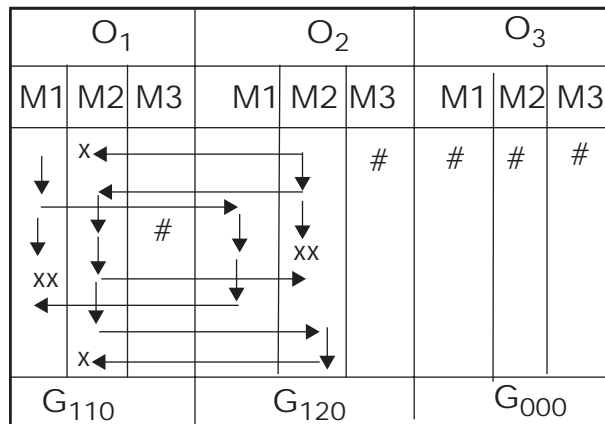 O1 O2 O3
M1 M2 M3 M1 M2 M3 M1 M2 M3
x # # # #
#
xx
xx
x
G110 G120 G000